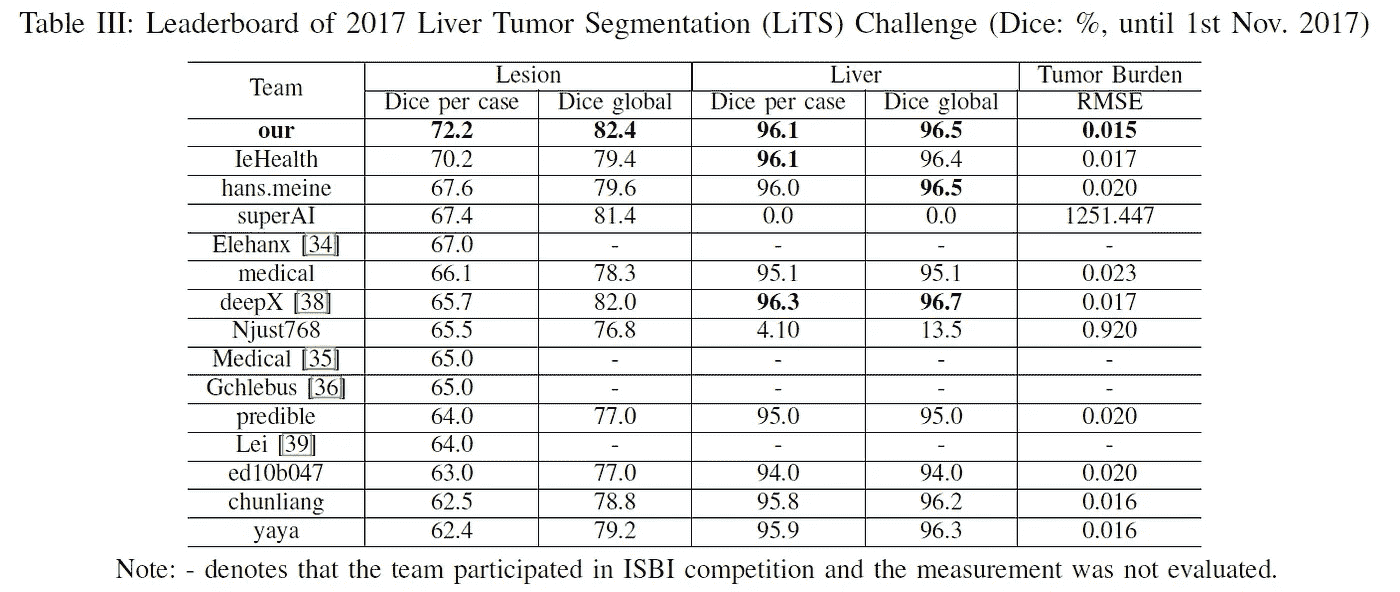 Table III: Leaderboard of 2017 Liver Tumor Segmentation (LiTS) Challenge (Dice: %, until 1st Nov. 2017)
Team Lesion Liver Tumor Burden
Dice per case Dice global Dice per case Dice global RMSE
our 72.2 82.4 96.1 96.5 0.015
IeHealth 70.2 79.4 96.1 96.4 0.017
hans.meine 67.6 79.6 96.0 96.5 0.020
superAI 67.4 81.4 0.0 0.0 1251.447
Elehanx [34] 67.0 - - - -
medical 66.1 78.3 95.1 95.1 0.023
deepX [38] 65.7 82.0 96.3 96.7 0.017
Njust768 65.5 76.8 4.10 13.5 0.920
Medical [35] 65.0 - - - -
Gchlebus [36] 65.0 - - - -
predible 64.0 77.0 95.0 95.0 0.020
Lei [39] 64.0 - - - -
ed10b047 63.0 77.0 94.0 94.0 0.020
chunliang 62.5 78.8 95.8 96.2 0.016
yaya 62.4 79.2 95.9 96.3 0.016
Note: - denotes that the team participated in ISBI competition and the measurement was not evaluated.